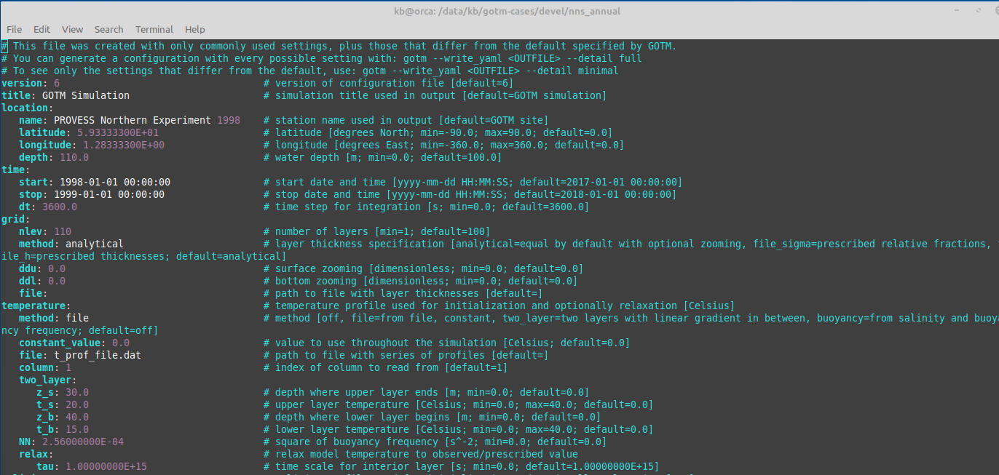 kb@orca: /data/kb/gotm-cases/devel/nns_annual
File Edit View Search Terminal Help
# This file was created with only commonly used settings, plus those that differ from the default specified by GOTM.
# You can generate a configuration with every possible setting with: gotm --write_yaml <OUTFILE> --detail full
# To see only the settings that differ from the default, use: gotm --write_yaml <OUTFILE> --detail minimal
version: 6 # version of configuration file [default=6]
title: GOTM Simulation # simulation title used in output [default=GOTM simulation]
location:
name: PROVESS Northern Experiment 1998 # station name used in output [default=GOTM site]
latitude: 5.93333300E+01 # latitude [degrees North; min=-90.0; max=90.0; default=0.0]
longitude: 1.28333300E+00 # longitude [degrees East; min=-360.0; max=360.0; default=0.0]
depth: 110.0 # water depth [m; min=0.0; default=100.0]
time:
start: 1998-01-01 00:00:00 # start date and time [yyyy-mm-dd HH:MM:SS; default=2017-01-01 00:00:00]
stop: 1999-01-01 00:00:00 # stop date and time [yyyy-mm-dd HH:MM:SS; default=2018-01-01 00:00:00]
dt: 3600.0 # time step for integration [s; min=0.0; default=3600.0]
grid:
nlev: 110 # number of layers [min=1; default=100]
method: analytical # layer thickness specification [analytical=equal by default with optional zooming, file_sigma=prescribed relative fractions,
ile_h=prescribed thicknesses; default=analytical]
ddu: 0.0 # surface zooming [dimensionless; min=0.0; default=0.0]
ddl: 0.0 # bottom zooming [dimensionless; min=0.0; default=0.0]
file: # path to file with layer thicknesses [default=]
temperature: # temperature profile used for initialization and optionally relaxation [Celsius]
method: file # method [off, file=from file, constant, two_layer=two layers with linear gradient in between, buoyancy=from salinity and buoya
ncy frequency; default=off]
constant_value: 0.0 # value to use throughout the simulation [Celsius; default=0.0]
file: t_prof_file.dat # path to file with series of profiles [default=]
column: 1 # index of column to read from [default=1]
two_layer:
z_s: 30.0 # depth where upper layer ends [m; min=0.0; default=0.0]
t_s: 20.0 # upper layer temperature [Celsius; min=0.0; max=40.0; default=0.0]
z_b: 40.0 # depth where lower layer begins [m; min=0.0; default=0.0]
t_b: 15.0 # lower layer temperature [Celsius; min=0.0; max=40.0; default=0.0]
NN: 2.56000000E-04 # square of buoyancy frequency [s^-2; min=0.0; default=0.0]
relax: # relax model temperature to observed/prescribed value
tau: 1.00000000E+15 # time scale for interior layer [s; min=0.0; default=1.00000000E+15]